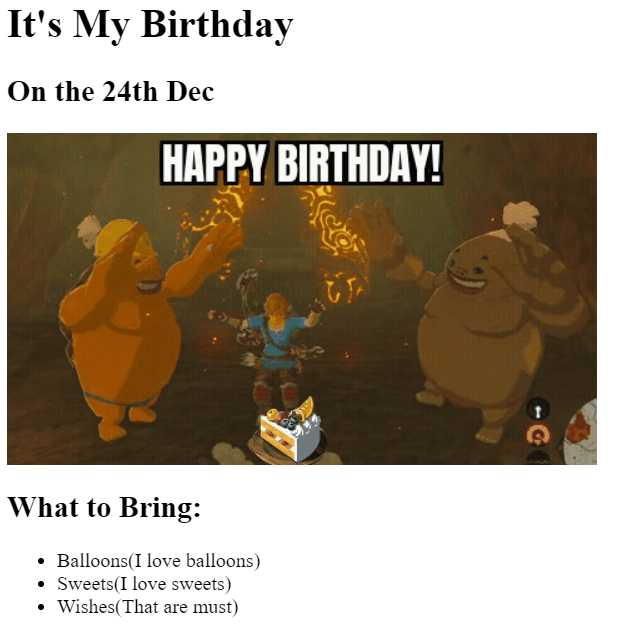 It's My Birthday
On the 24th Dec
HAPPY BIRTHDAY!
What to Bring:
Balloons(I love balloons)
Sweets(I love sweets)
Wishes(That are must)